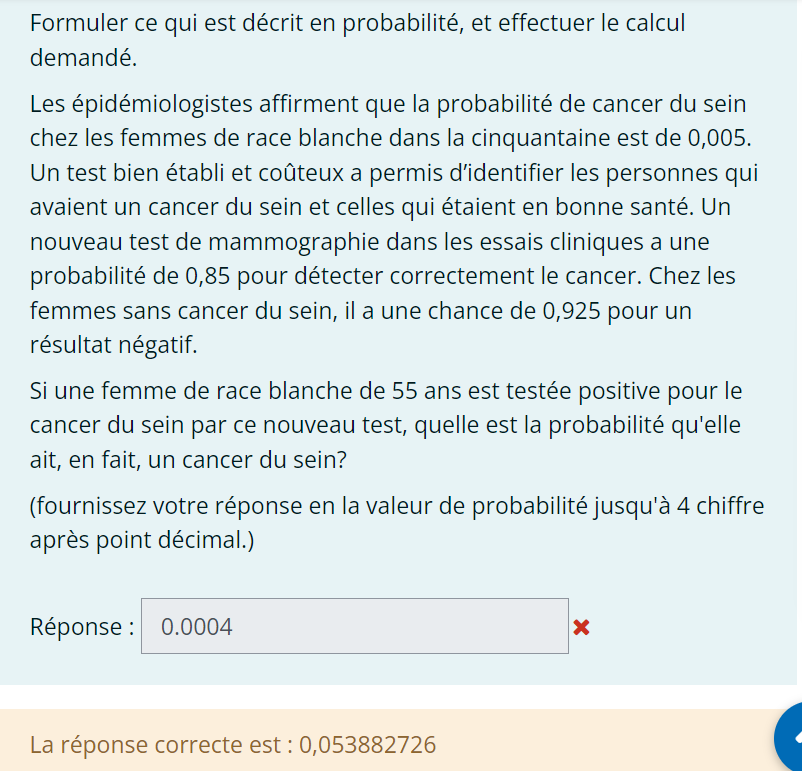 Formuler ce qui est décrit en probabilité, et effectuer le calcul
demandé.
Les épidémiologistes affirment que la probabilité de cancer du sein
chez les femmes de race blanche dans la cinquantaine est de 0,005.
Un test bien établi et coûteux a permis d’identifier les personnes qui
avaient un cancer du sein et celles qui étaient en bonne santé. Un
nouveau test de mammographie dans les essais cliniques a une
probabilité de 0,85 pour détecter correctement le cancer. Chez les
femmes sans cancer du sein, il a une chance de 0,925 pour un
résultat négatif.
Si une femme de race blanche de 55 ans est testée positive pour le
cancer du sein par ce nouveau test, quelle est la probabilité qu'elle
ait, en fait, un cancer du sein?
(fournissez votre réponse en la valeur de probabilité jusqu'à 4 chiffre
après point décimal.)
Réponse : 0.0004
La réponse correcte est : 0,053882726